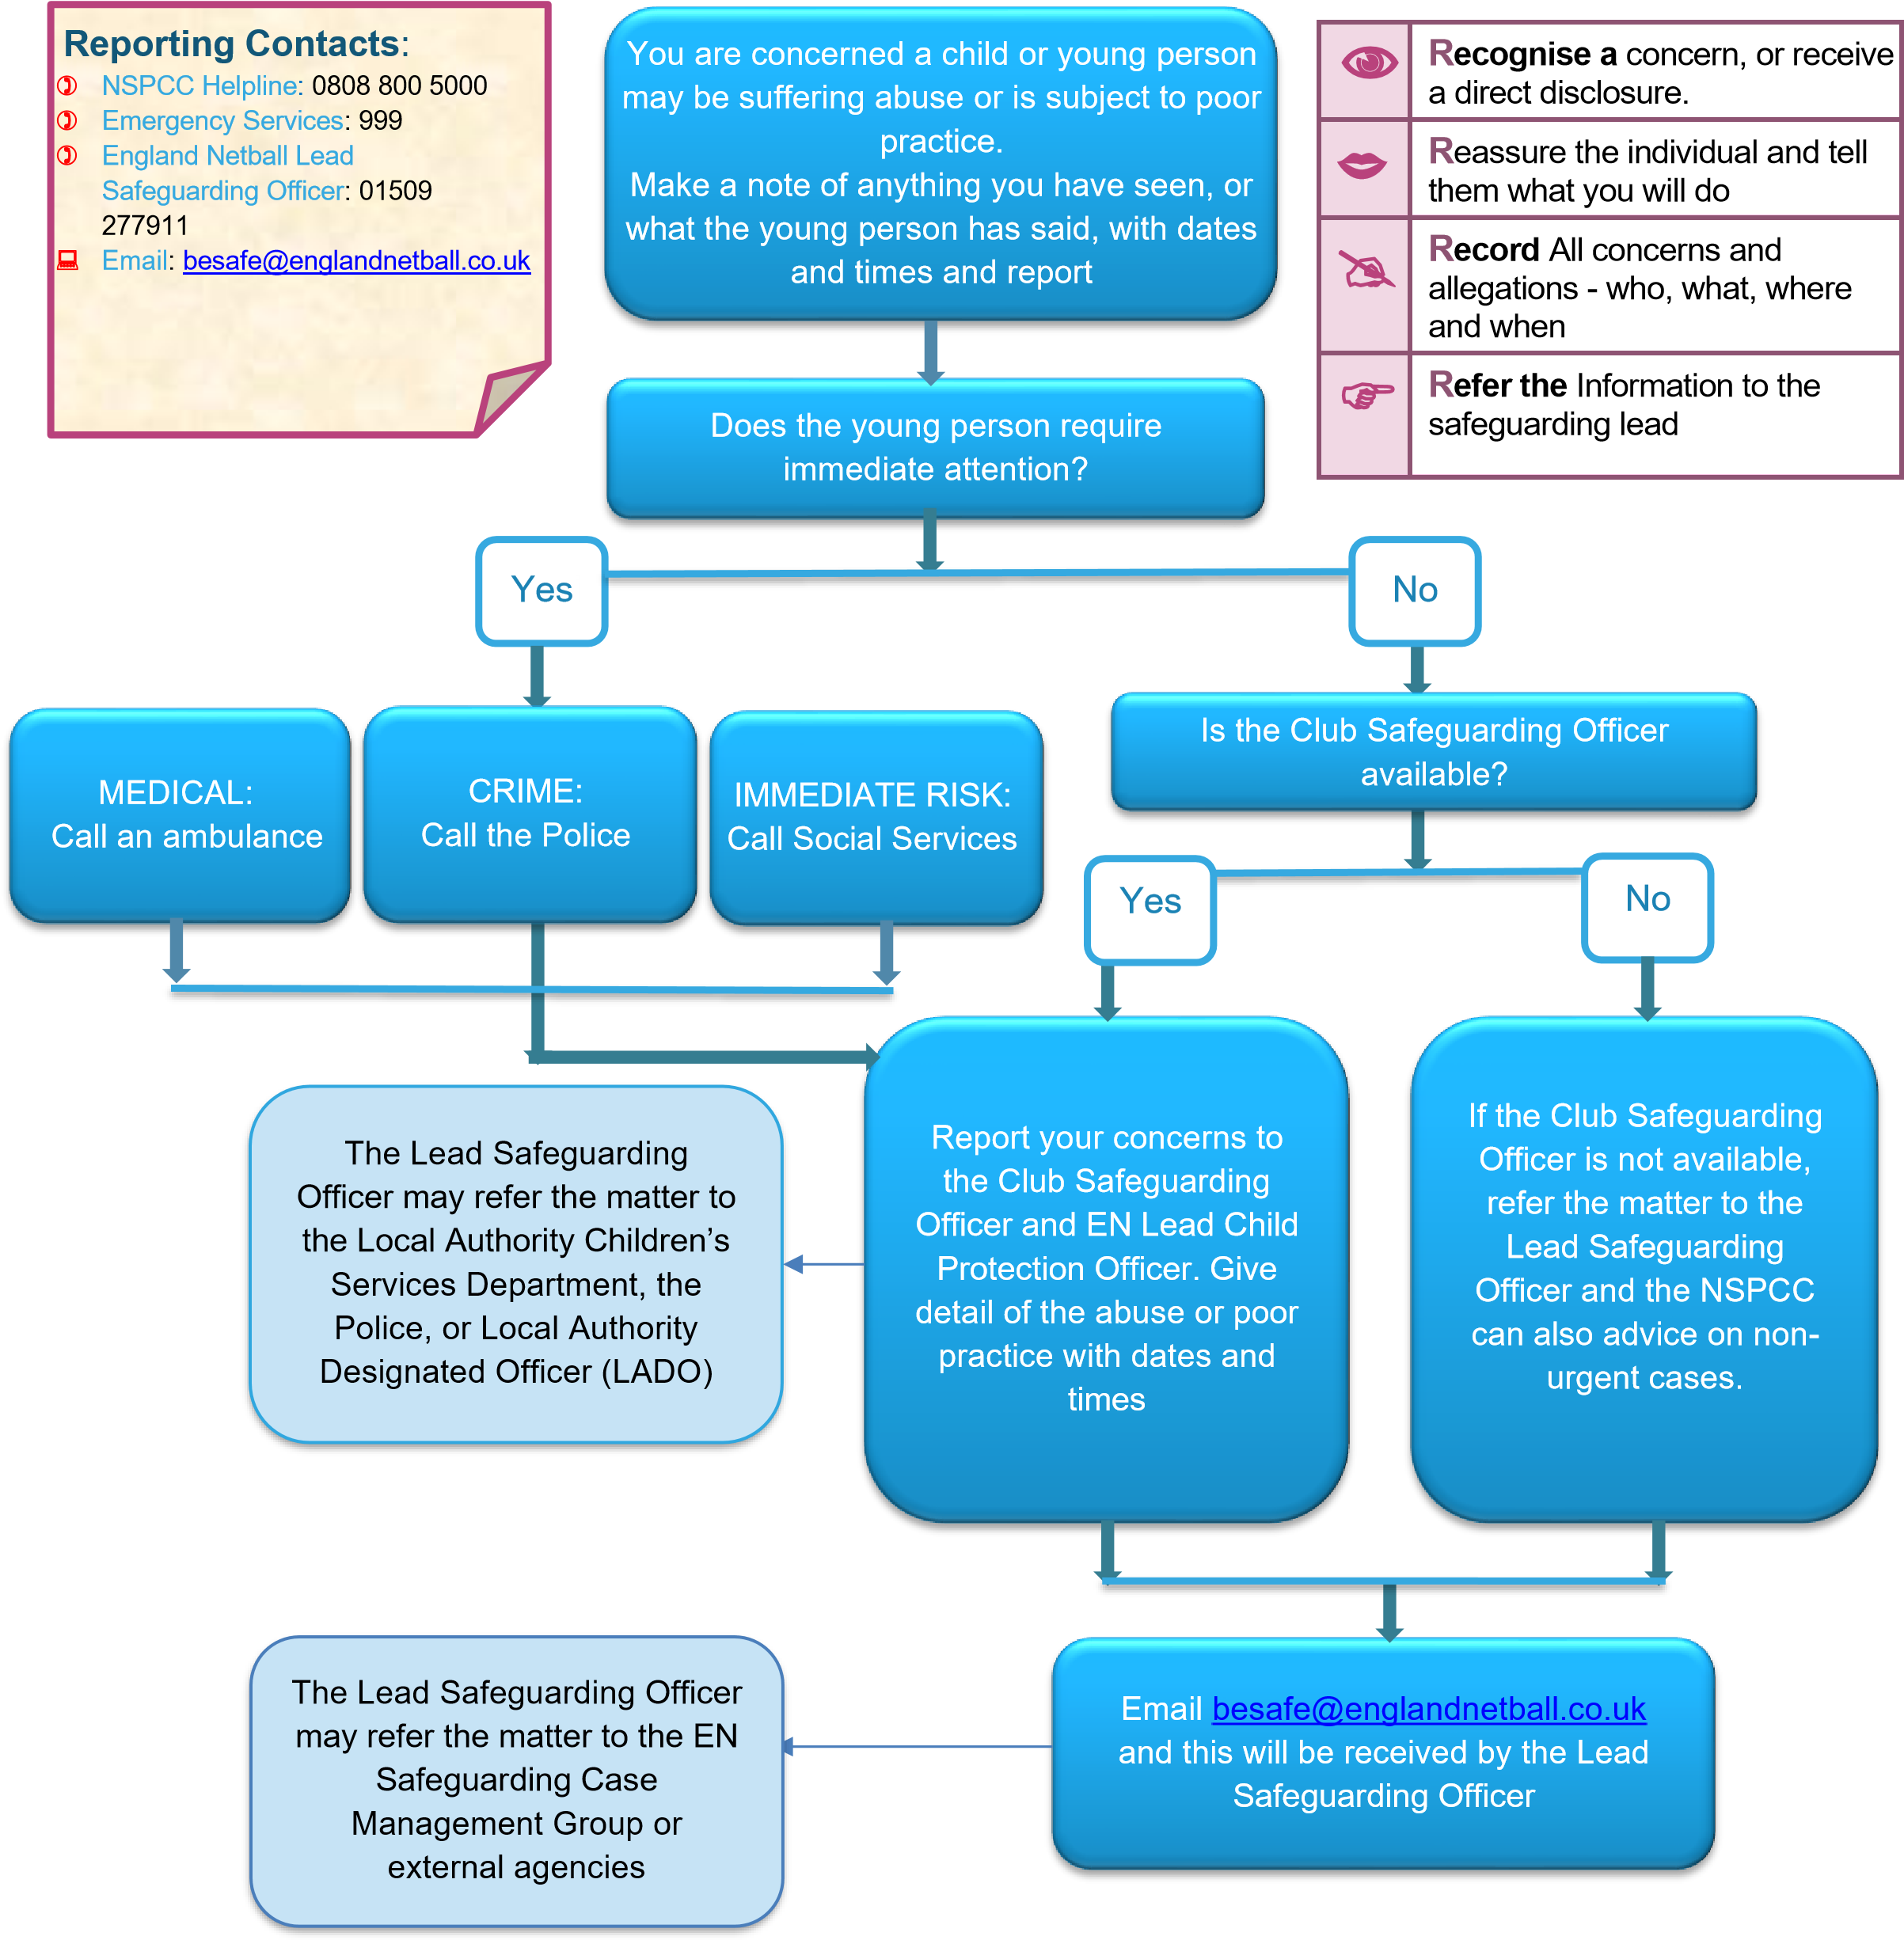 Reporting Contacts:
NSPCC Helpline: 0808 800 5000
Emergency Services: 999
England Netball Lead
Safeguarding Officer: 01509
277911
Email: besafe@englandnetball.co.uk
You are concerned a child or young person
may be suffering abuse or is subject to poor
practice.
Make a note of anything you have seen, or
what the young person has said, with dates
and times and report
Recognise a concern, or receive
a direct disclosure.
Reassure the individual and tell
them what you will do
Record All concerns and
allegations - who, what, where
and when
Refer the Information to the
safeguarding lead
Does the young person require
immediate attention?
Yes
No
MEDICAL:
Call an ambulance
CRIME:
Call the Police
IMMEDIATE RISK:
Call Social Services
Is the Club Safeguarding Officer
available?
Yes
No
The Lead Safeguarding
Officer may refer the matter to
the Local Authority Children’s
Services Department, the
Police, or Local Authority
Designated Officer (LADO)
Report your concerns to
the Club Safeguarding
Officer and EN Lead Child
Protection Officer. Give
detail of the abuse or poor
practice with dates and
times
If the Club Safeguarding
Officer is not available,
refer the matter to the
Lead Safeguarding
Officer and the NSPCC
can also advice on non-
urgent cases.
The Lead Safeguarding Officer
may refer the matter to the EN
Safeguarding Case
Management Group or
external agencies
Email besafe@englandnetball.co.uk
and this will be received by the Lead
Safeguarding Officer